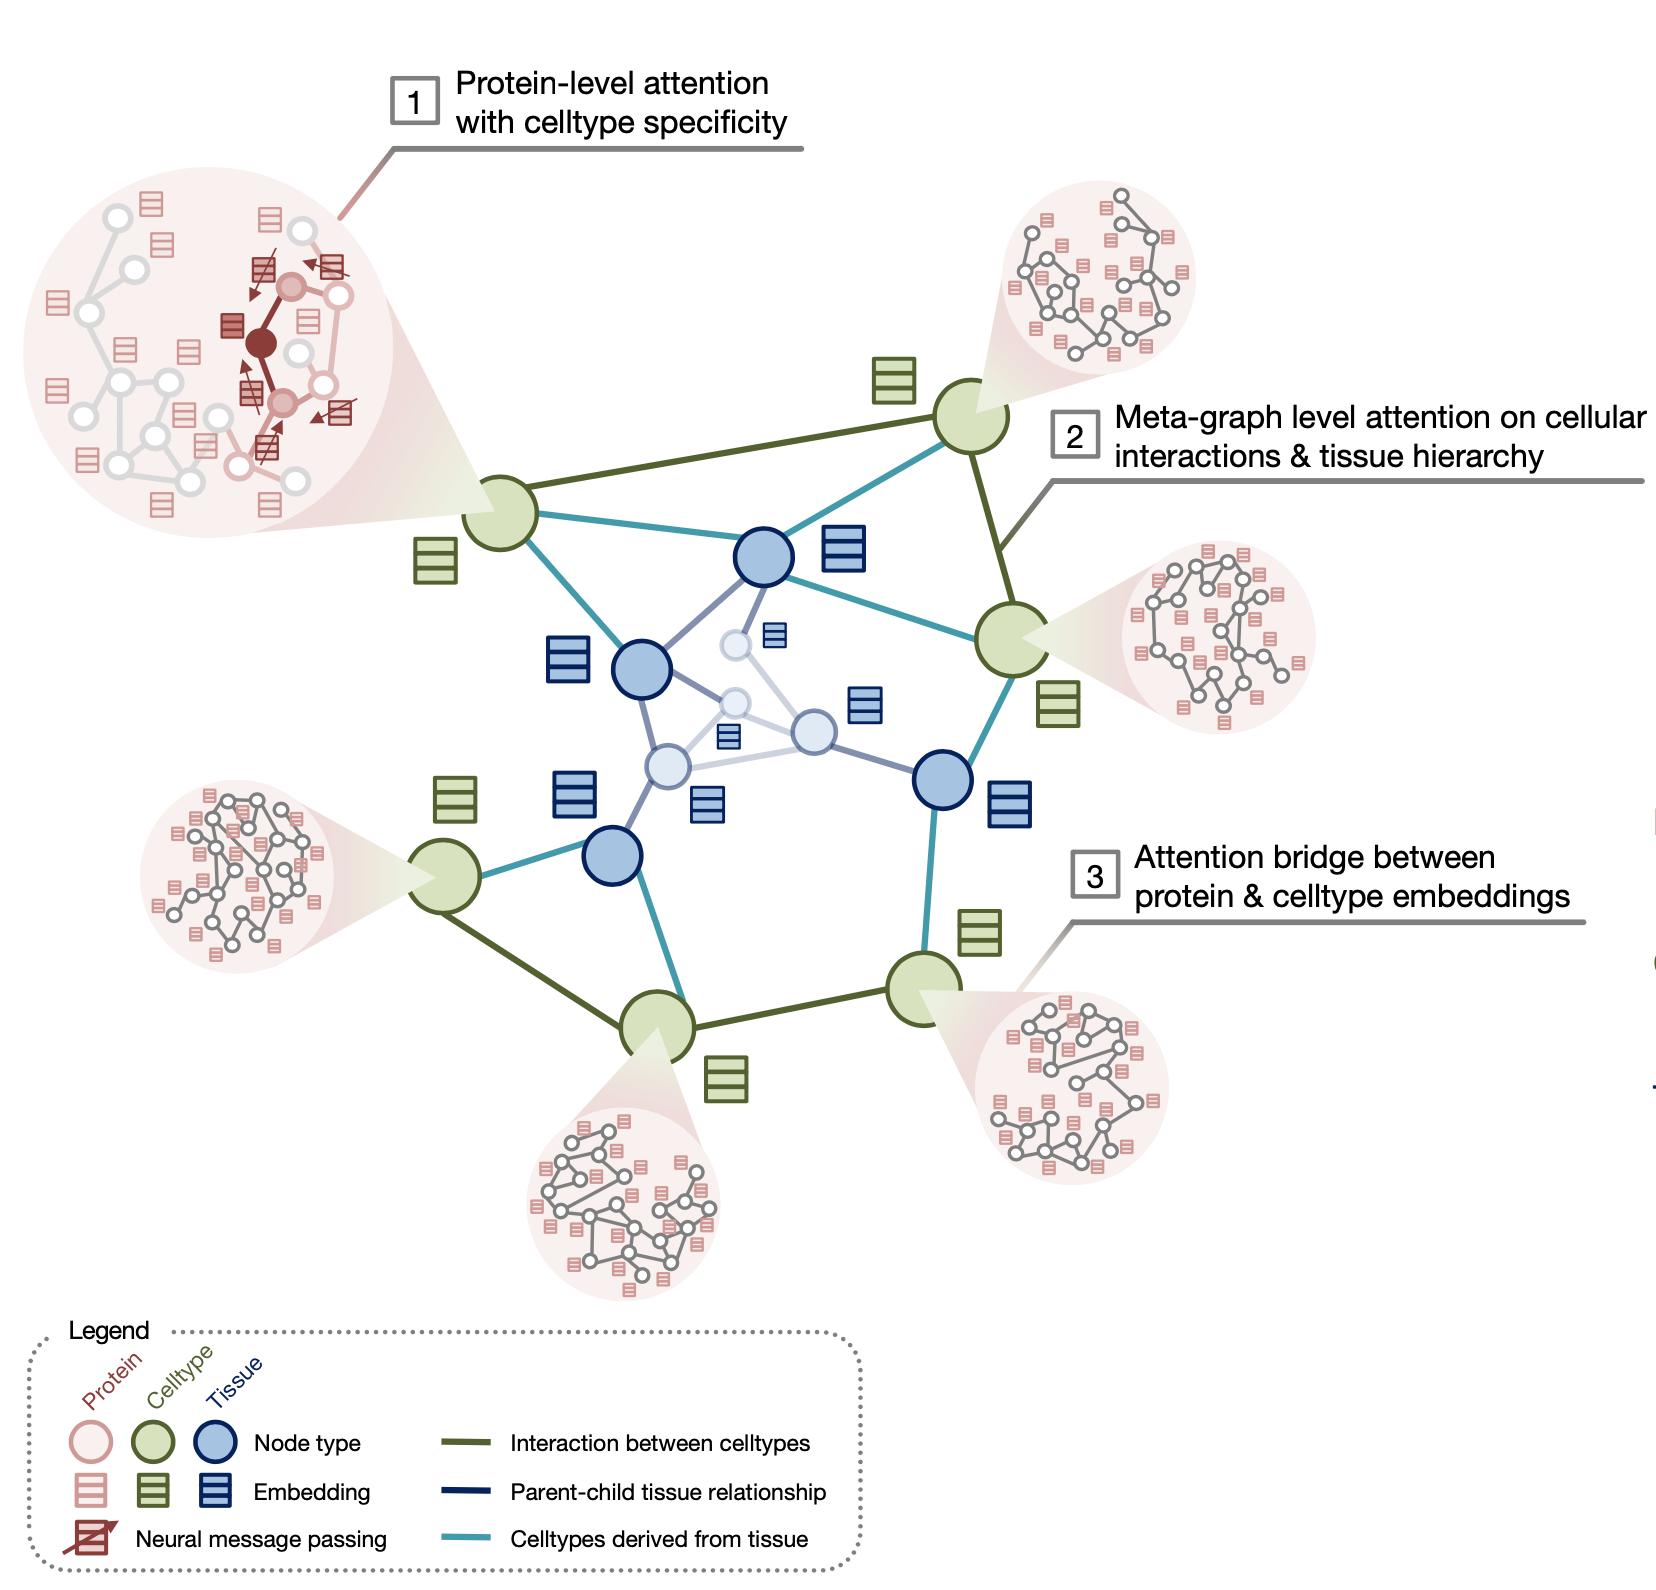 1
Protein-level attention
with celltype specificity
2
Meta-graph level attention on cellular
interactions & tissue hierarchy
3
Attention bridge between
protein & celltype embeddings
Legend
Protein
Celltype
Tissue
Node type
Embedding
Neural message passing
Interaction between celltypes
Parent-child tissue relationship
Celltypes derived from tissue